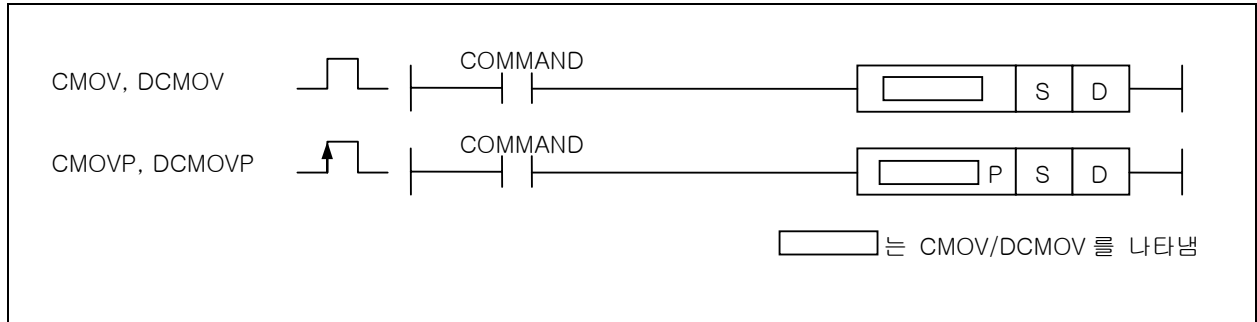 COMMAND
CMOV, DCMOV
S D
COMMAND
CMOVP, DCMOVP
P S D
는 CMOV/DCMOV 를 나타냄